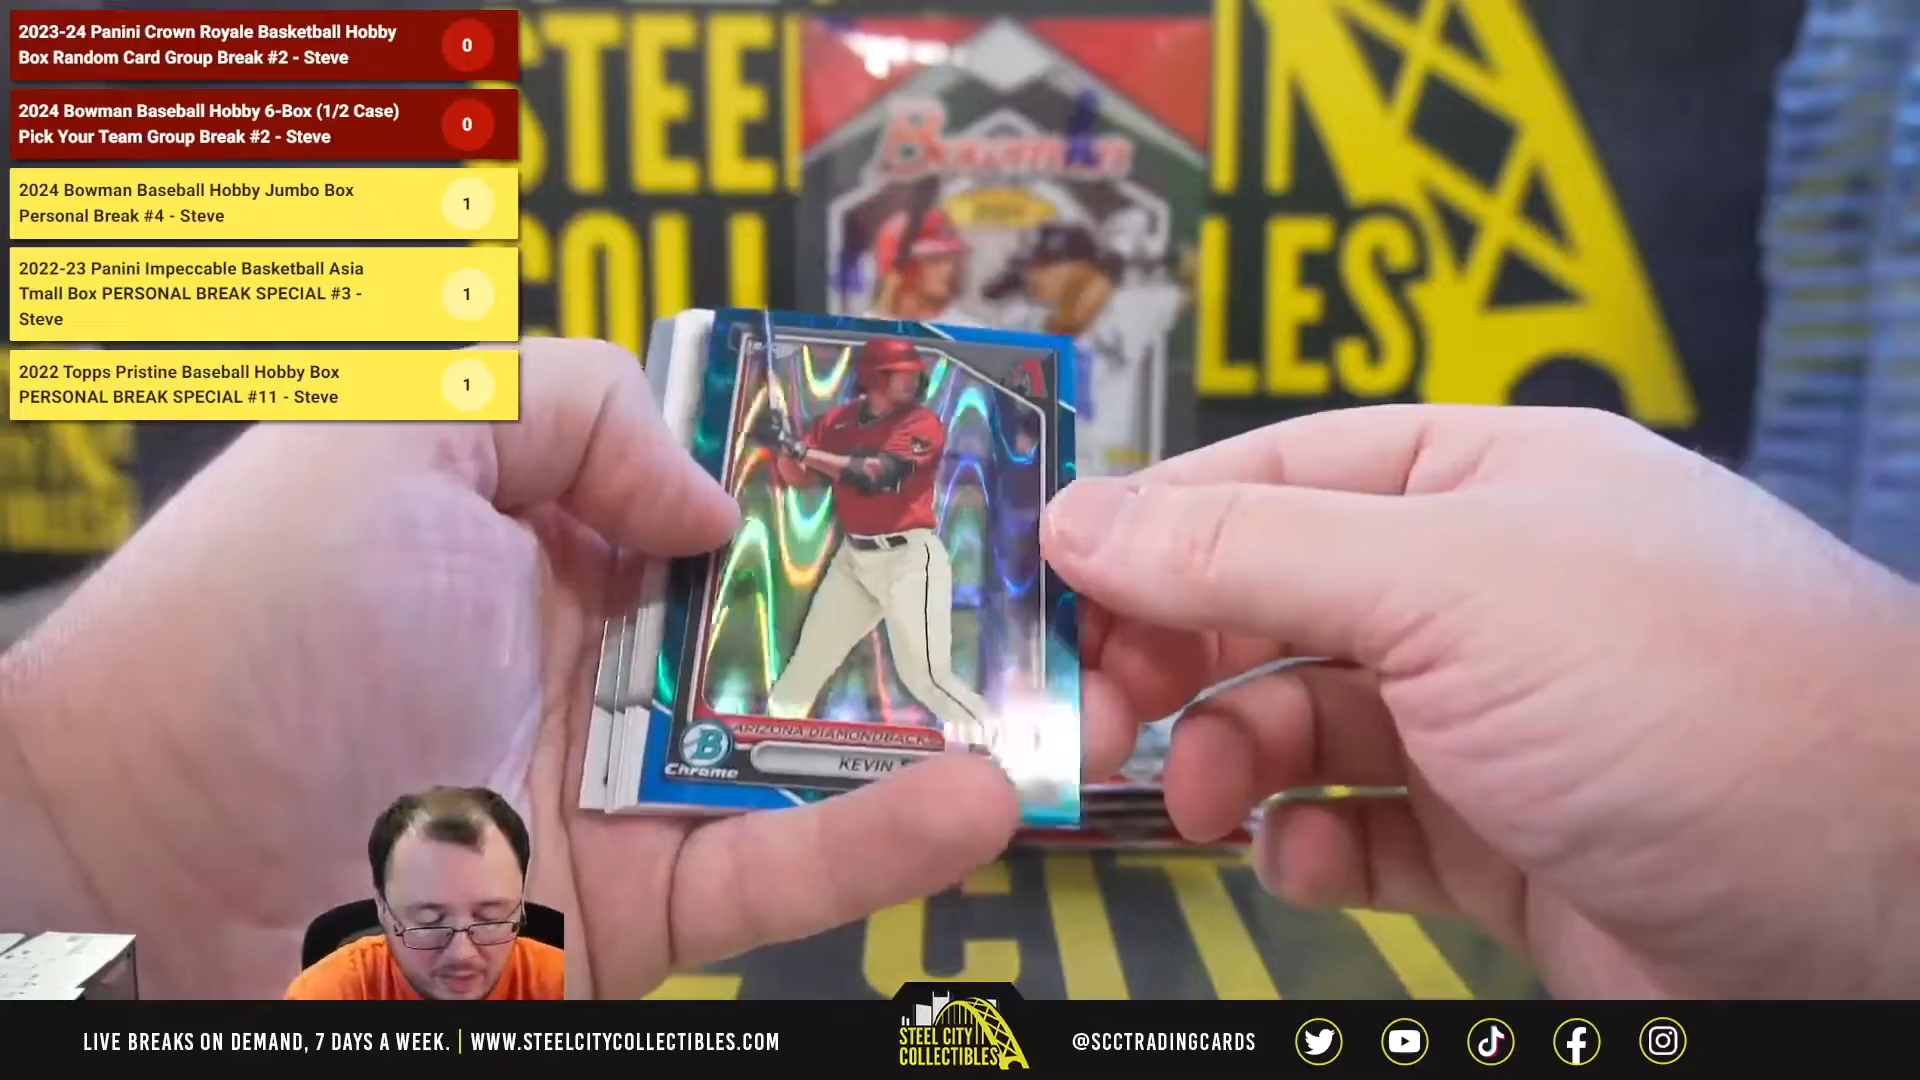 2023-24 Panini Crown Royale Basketball Hobby
Box Random Card Group Break #2 - Steve
0
2024 Bowman Baseball Hobby 6-Box (1/2 Case)
Pick Your Team Group Break #2 - Steve
0
2024 Bowman Baseball Hobby Jumbo Box
Personal Break #4 - Steve
1
2022-23 Panini Impeccable Basketball Asia
Tmall Box PERSONAL BREAK SPECIAL #3 -
Steve
1
2022 Topps Pristine Baseball Hobby Box
PERSONAL BREAK SPECIAL #11 - Steve
1
STEEL
Bowman
2024
ARIZONA DIAMONDBACKS
KEVIN
B
Chrome
CITY
LIVE BREAKS ON DEMAND, 7 DAYS A WEEK. | WWW.STEELCITYCOLLECTIBLES.COM
STEEL CITY
COLLECTIBLES
@SCCTRADINGCARDS